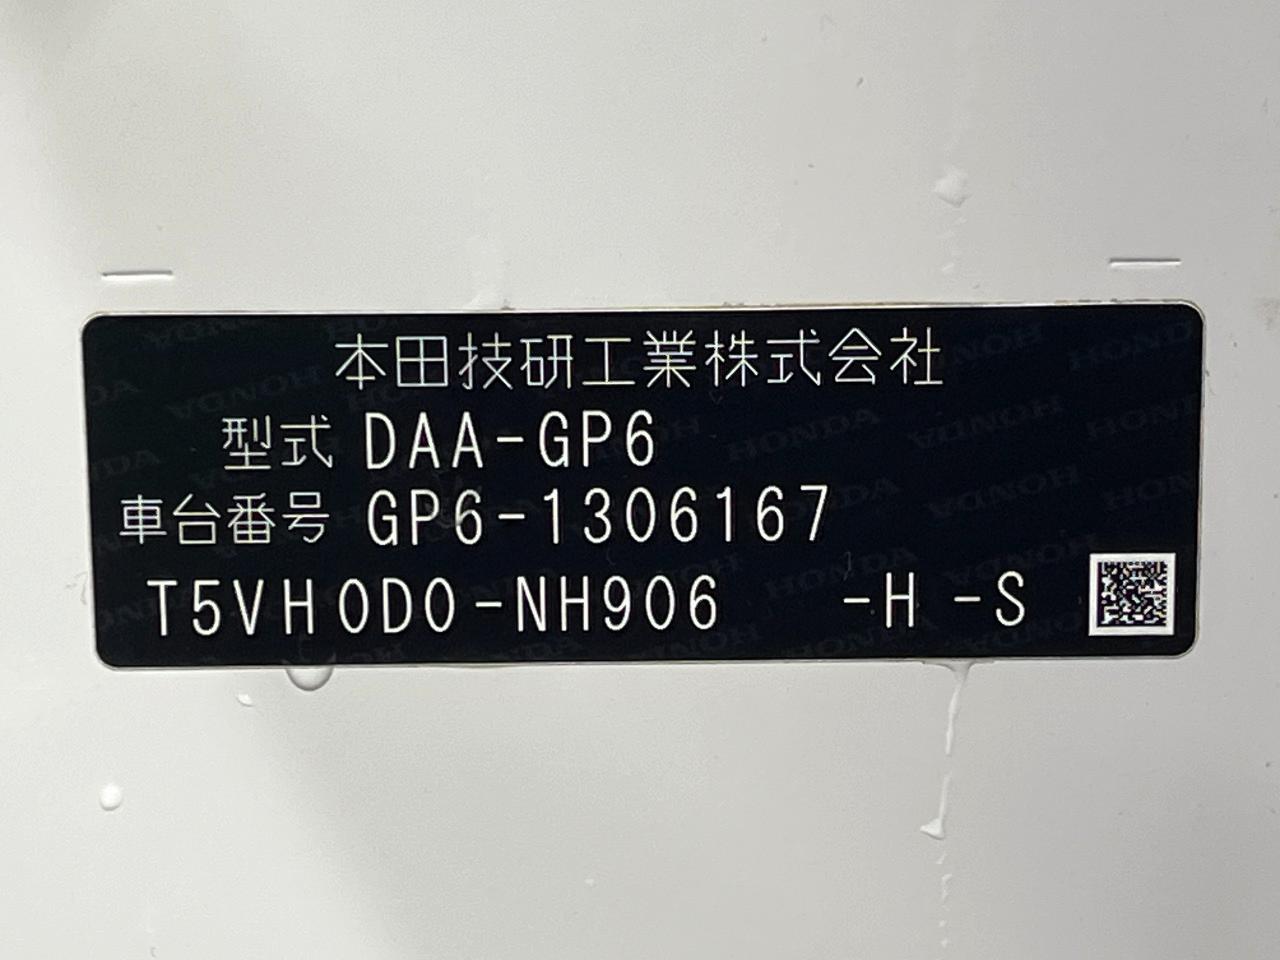 本田技研工業株式会社
型式 DAA-GP6
車台番号 GP6-1306167
T5VH0D0-NH906 -H -S